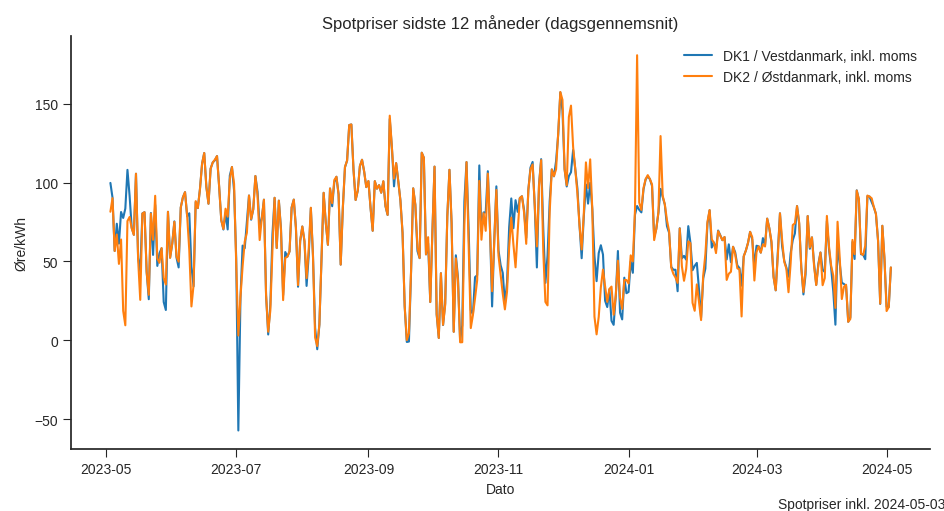 Spotpriser sidste 12 måneder (dagsgennemsnit)
DK1 / Vestdanmark, inkl. moms
DK2 / Østdanmark, inkl. moms
Øre/kWh
150
100
50
0
−50
2023-05
2023-07
2023-09
2023-11
2024-01
2024-03
2024-05
Dato
Spotpriser inkl. 2024-05-03